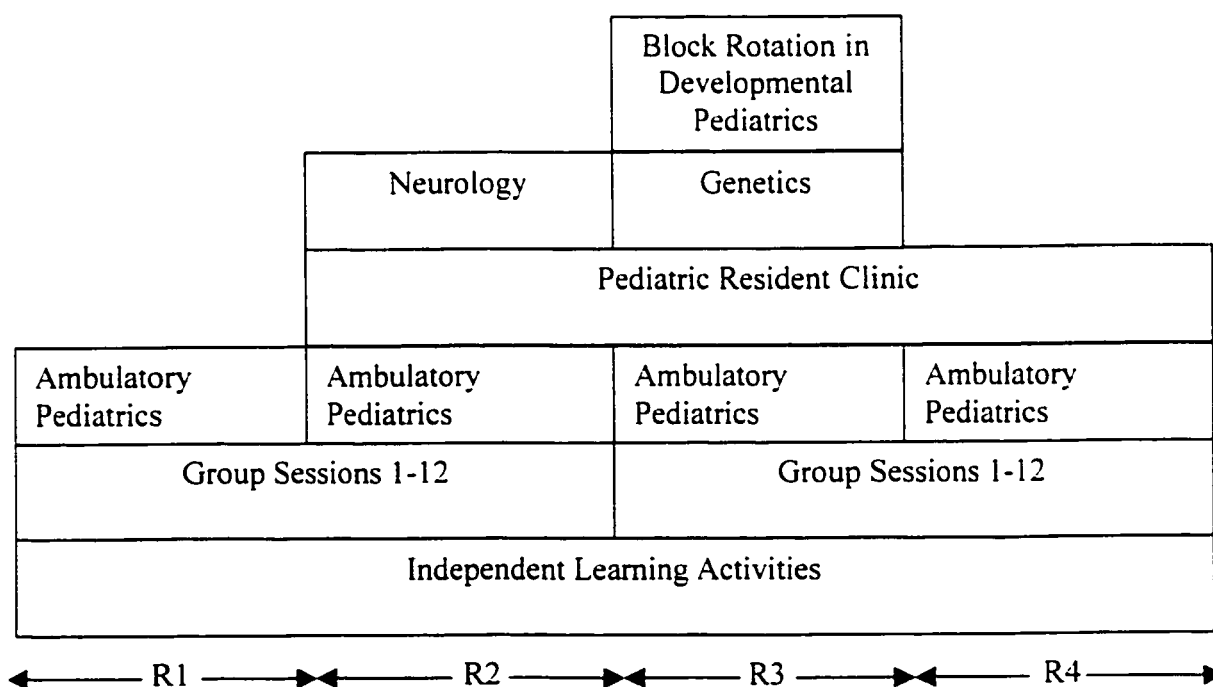 Block Rotation in
Developmental
Pediatrics
Neurology
Genetics
Pediatric Resident Clinic
Ambulatory
Pediatrics
Ambulatory
Pediatrics
Ambulatory
Pediatrics
Ambulatory
Pediatrics
Group Sessions 1-12
Group Sessions 1-12
Independent Learning Activities
R1
R2
R3
R4